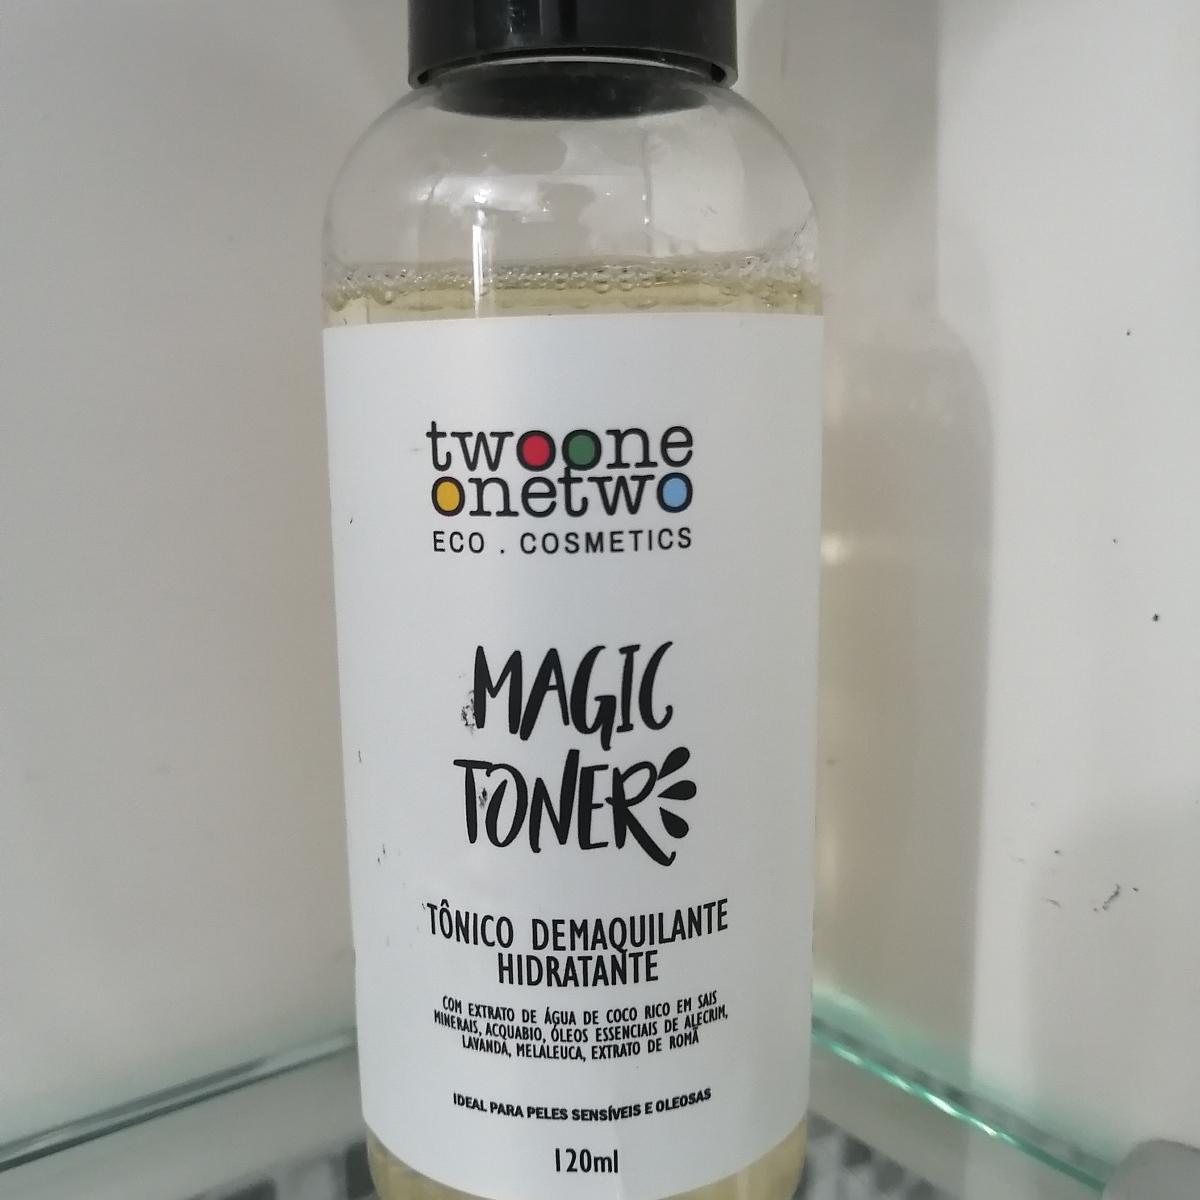 twoone
onetwo
ECO . COSMETICS
MAGIC
TONER
TÔNICO DEMAQUILANTE
HIDRATANTE
COM EXTRATO DE ÁGUA DE COCO RICO EM SAIS
MINERAIS, ACQUABIO, ÓLEOS ESSENCIAIS DE ALECRIM,
LAVANDA, MELALEUCA, EXTRATO DE ROMÃ
IDEAL PARA PELES SENSÍVEIS E OLEOSAS
120ml